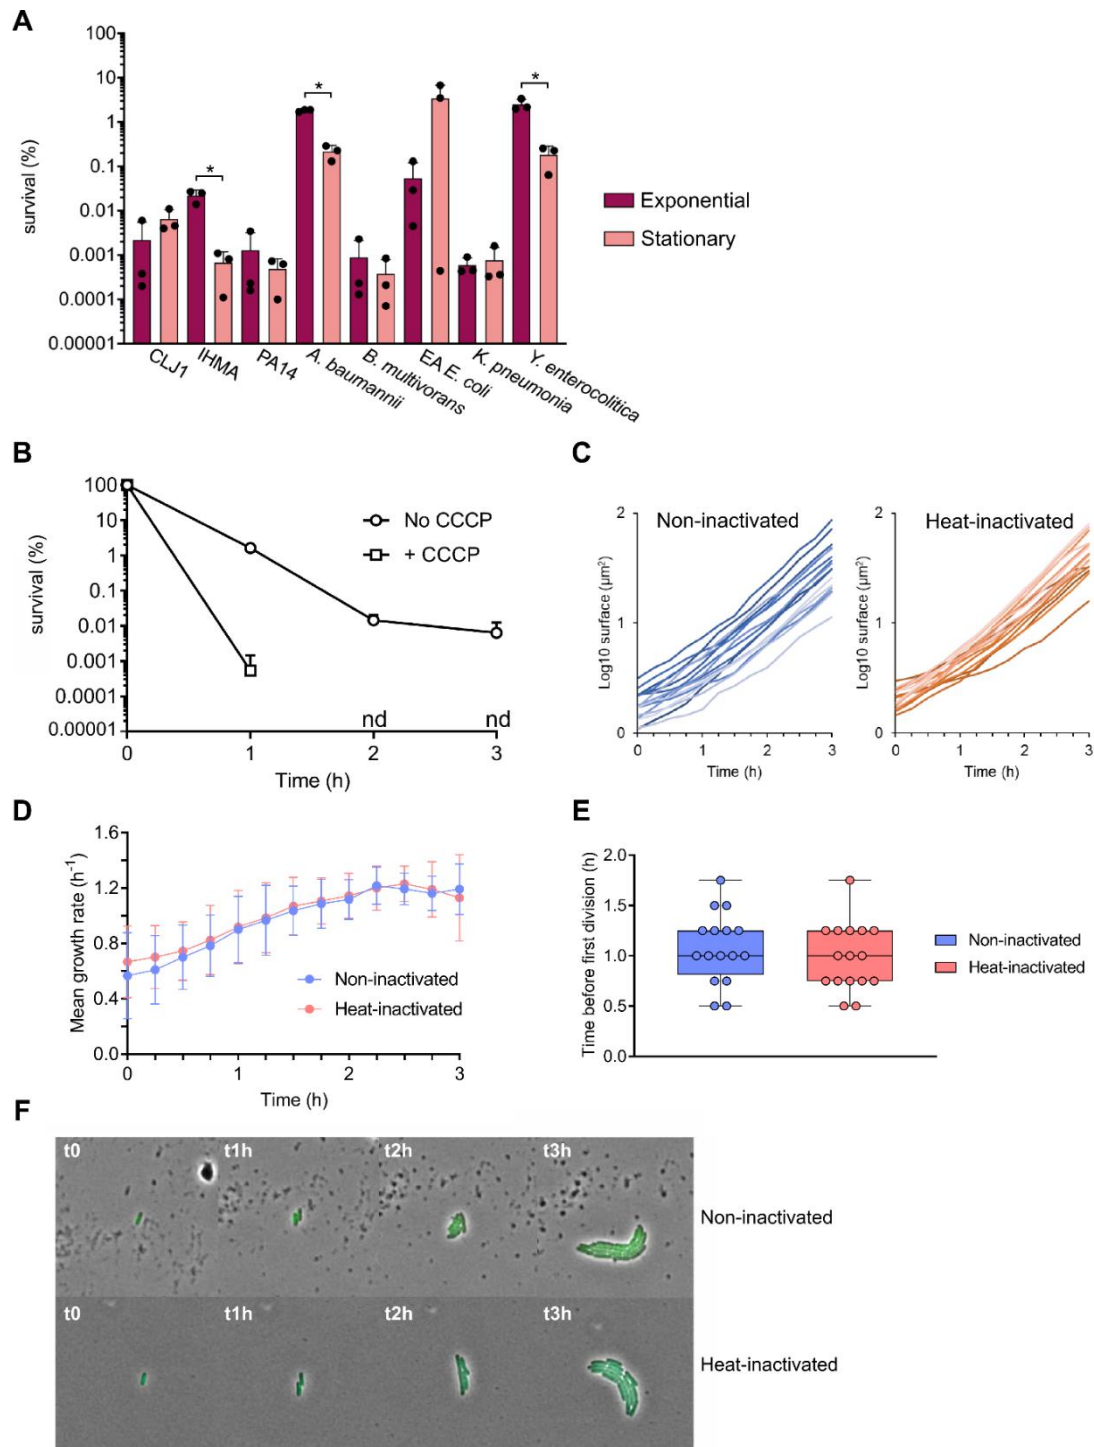 A
100
10
1
0.1
0.01
0.001
0.0001
0.00001
survival (%)
*
*
*
CLJ1
IHMA
PA14
A. baumannii
B. multivorans
EA E. coli
K. pneumonia
Y. enterocolitica
Exponential
Stationary
B
100
10
1
0.1
0.01
0.001
0.0001
0.00001
survival (%)
No CCCP
+ CCCP
nd
nd
0
1
2
3
Time (h)
C
Non-inactivated
2
1
0
Log10 surface (µm²)
0
1
2
3
Time (h)
Heat-inactivated
2
1
0
Log10 surface (µm²)
0
1
2
3
Time (h)
D
1.6
1.2
0.8
0.4
0.0
Mean growth rate (h⁻¹)
Non-inactivated
Heat-inactivated
0
1
2
3
Time (h)
E
2.0
1.5
1.0
0.5
0.0
Time before first division (h)
Non-inactivated
Heat-inactivated
F
t0
t1h
t2h
t3h
Non-inactivated
t0
t1h
t2h
t3h
Heat-inactivated